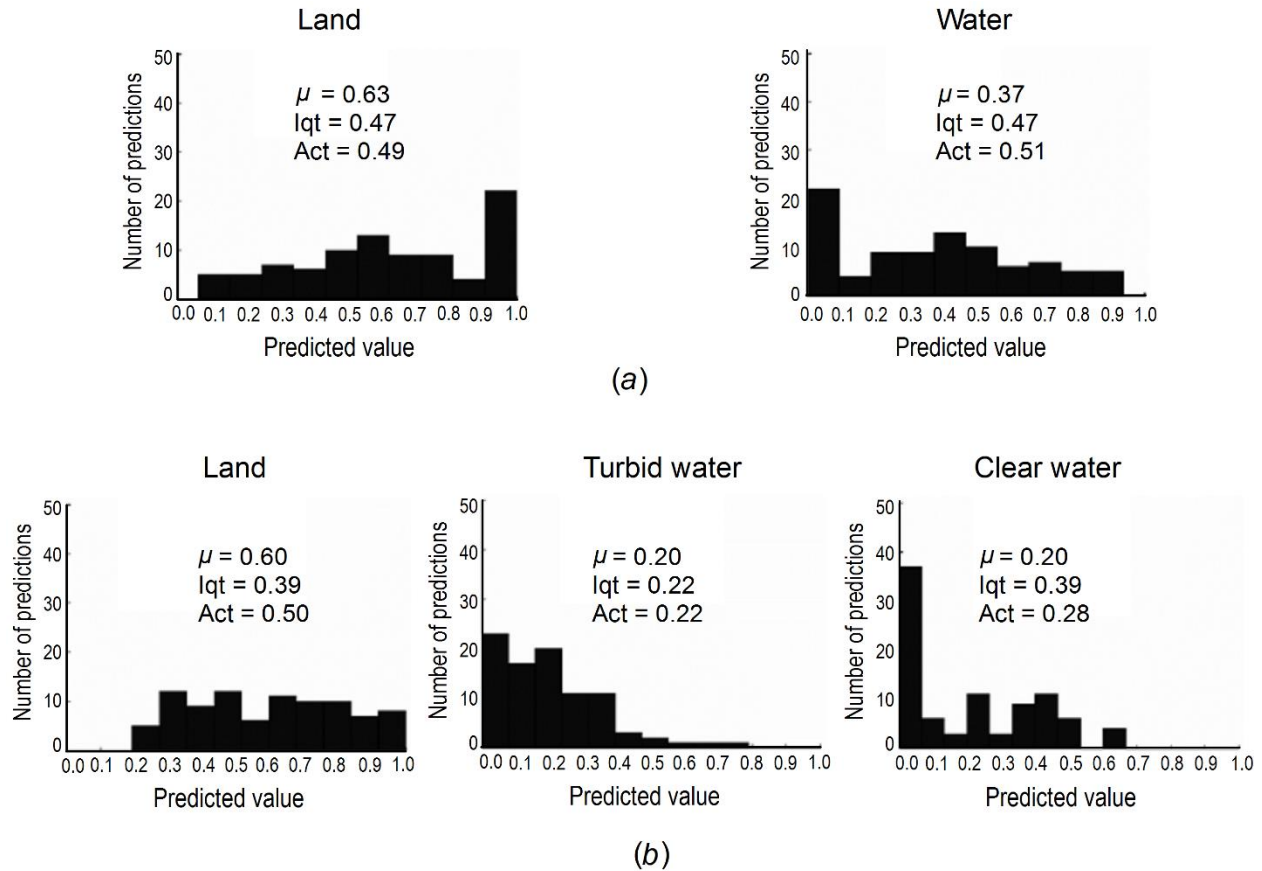 Land
Number of predictions
50
40
30
20
10
0
μ = 0.63
Iqt = 0.47
Act = 0.49
0.0 0.1 0.2 0.3 0.4 0.5 0.6 0.7 0.8 0.9 1.0
Predicted value
Water
Number of predictions
50
40
30
20
10
0
μ = 0.37
Iqt = 0.47
Act = 0.51
0.0 0.1 0.2 0.3 0.4 0.5 0.6 0.7 0.8 0.9 1.0
Predicted value
(a)
Land
Number of predictions
50
40
30
20
10
0
μ = 0.60
Iqt = 0.39
Act = 0.50
0.0 0.1 0.2 0.3 0.4 0.5 0.6 0.7 0.8 0.9 1.0
Predicted value
Turbid water
Number of predictions
50
40
30
20
10
0
μ = 0.20
Iqt = 0.22
Act = 0.22
0.0 0.1 0.2 0.3 0.4 0.5 0.6 0.7 0.8 0.9 1.0
Predicted value
Clear water
Number of predictions
50
40
30
20
10
0
μ = 0.20
Iqt = 0.39
Act = 0.28
0.0 0.1 0.2 0.3 0.4 0.5 0.6 0.7 0.8 0.9 1.0
Predicted value
(b)